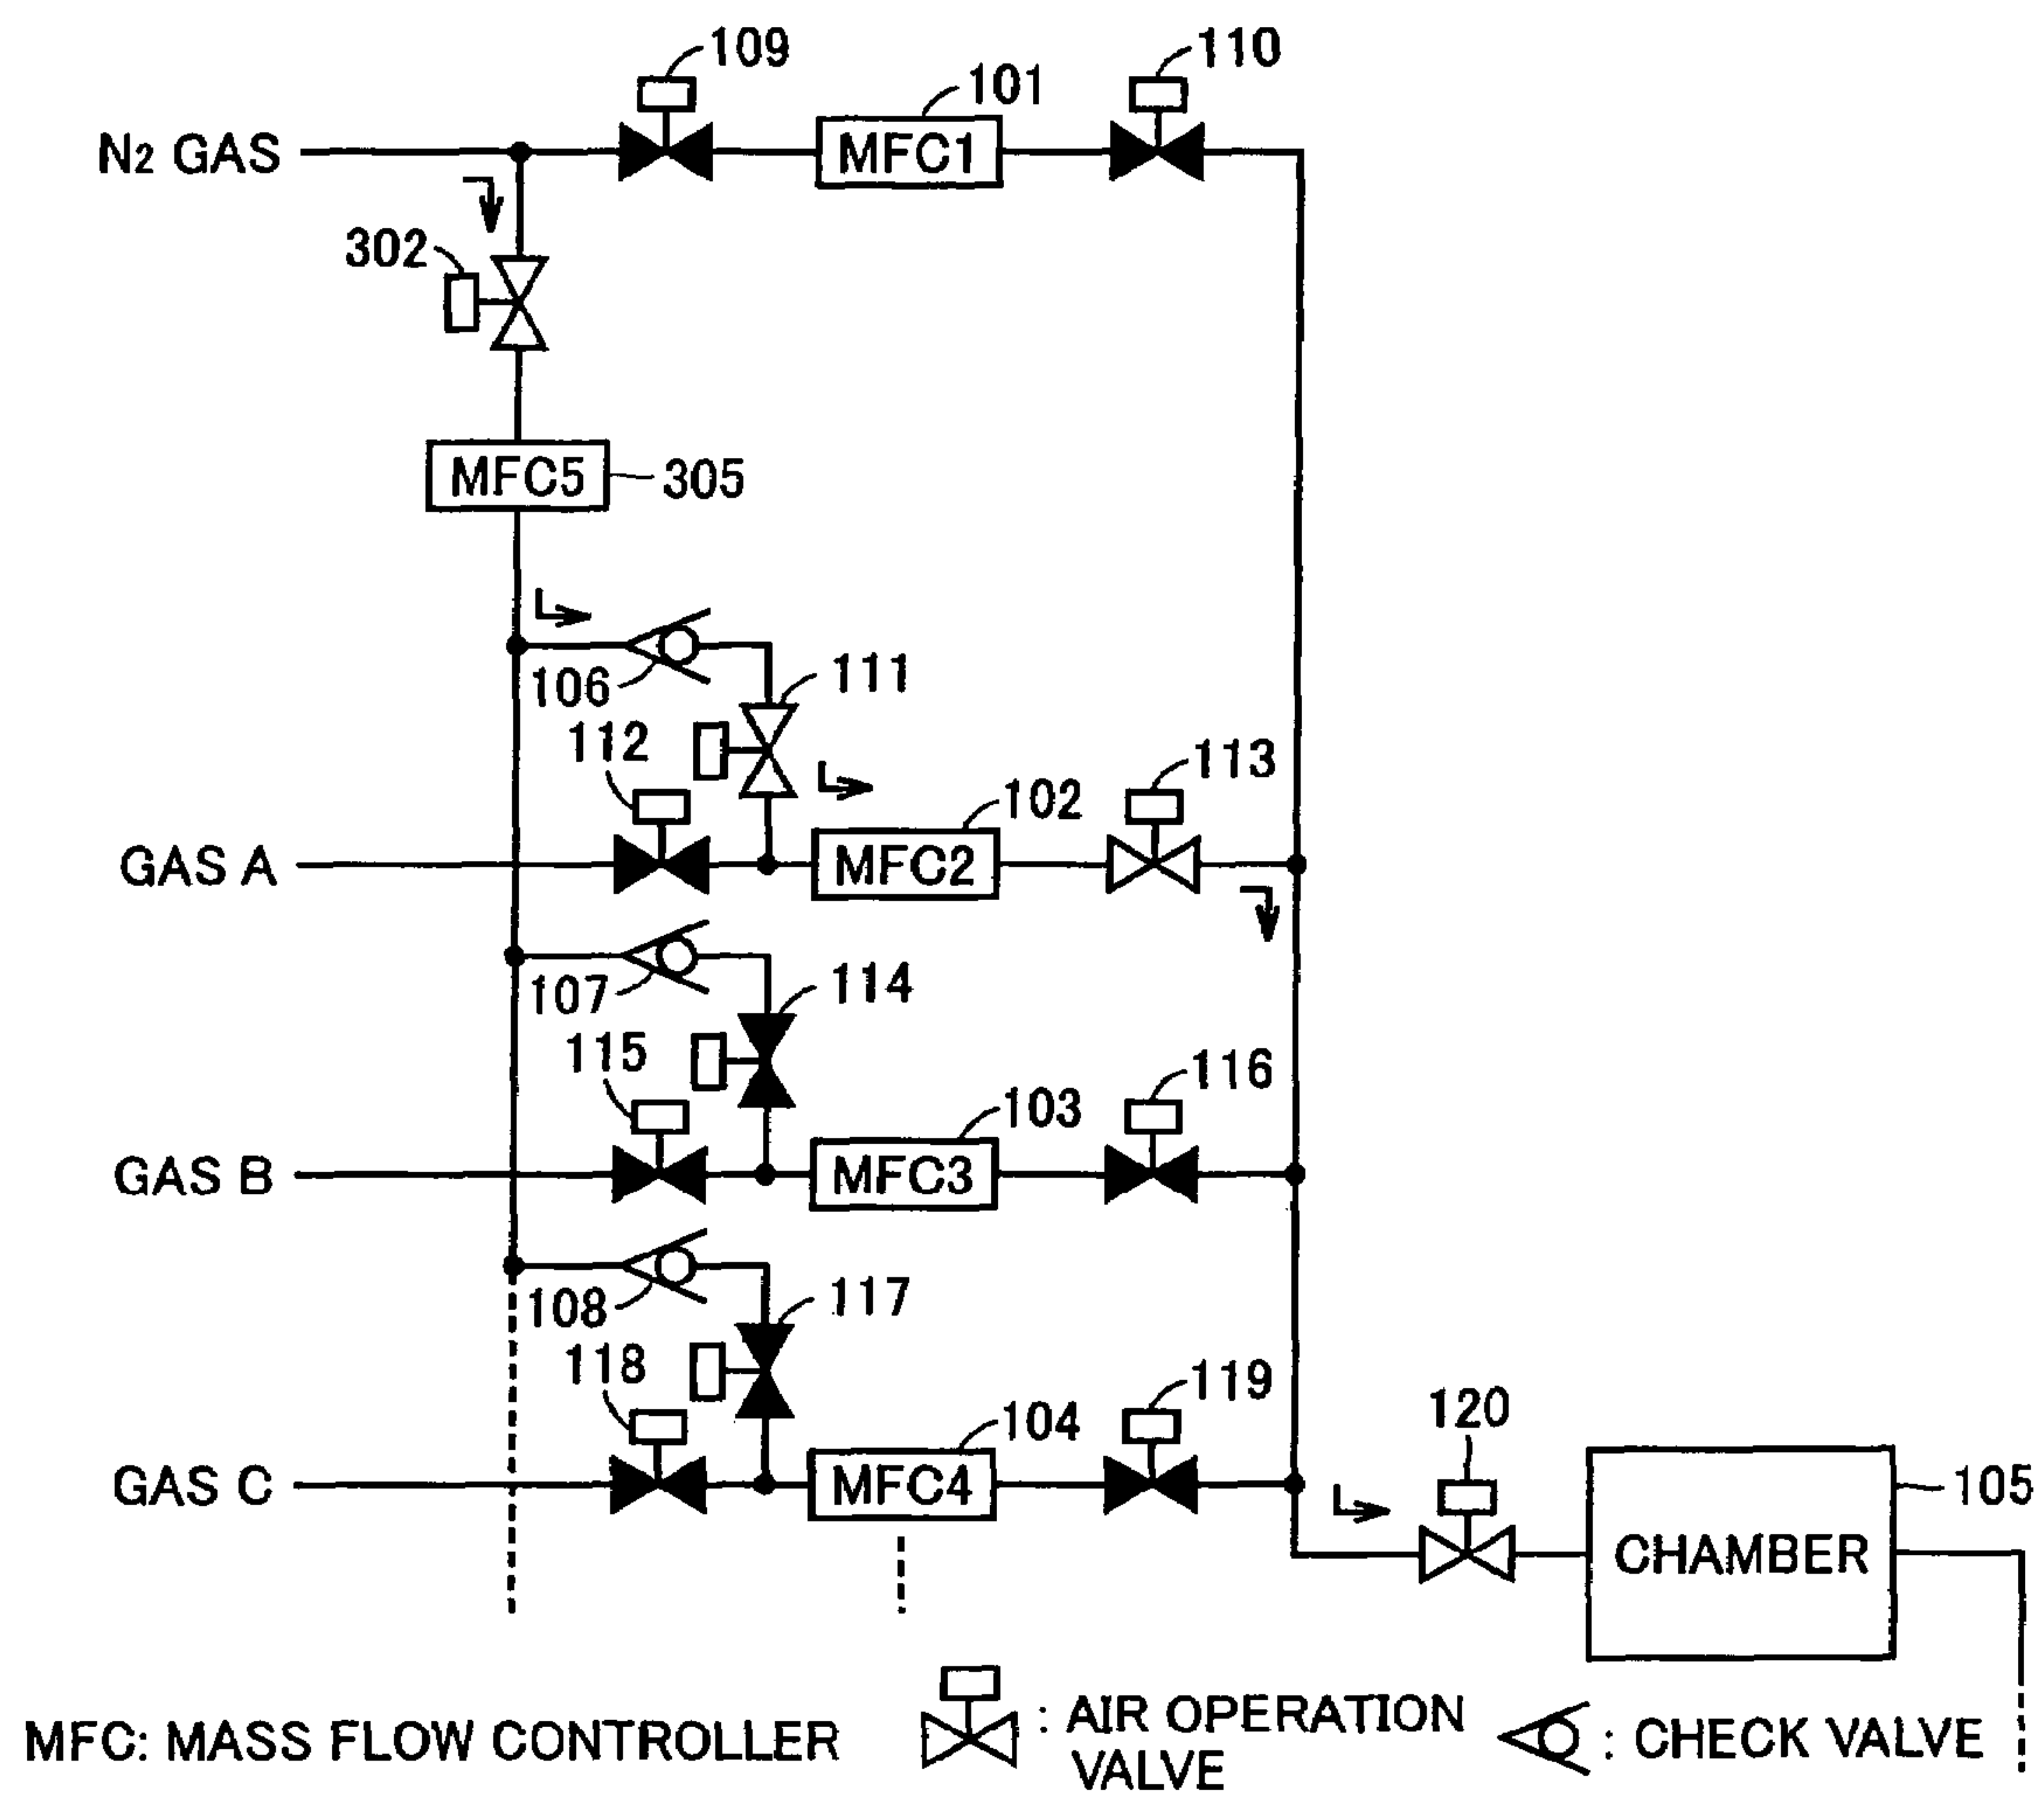 109
110
101
N2 GAS
MFC1
302
MFC5
305
106
111
112
113
102
GAS A
MFC2
107
114
115
116
103
GAS B
MFC3
108
117
118
119
120
104
GAS C
MFC4
105
CHAMBER
MFC: MASS FLOW CONTROLLER
: AIR OPERATION
VALVE
: CHECK VALVE